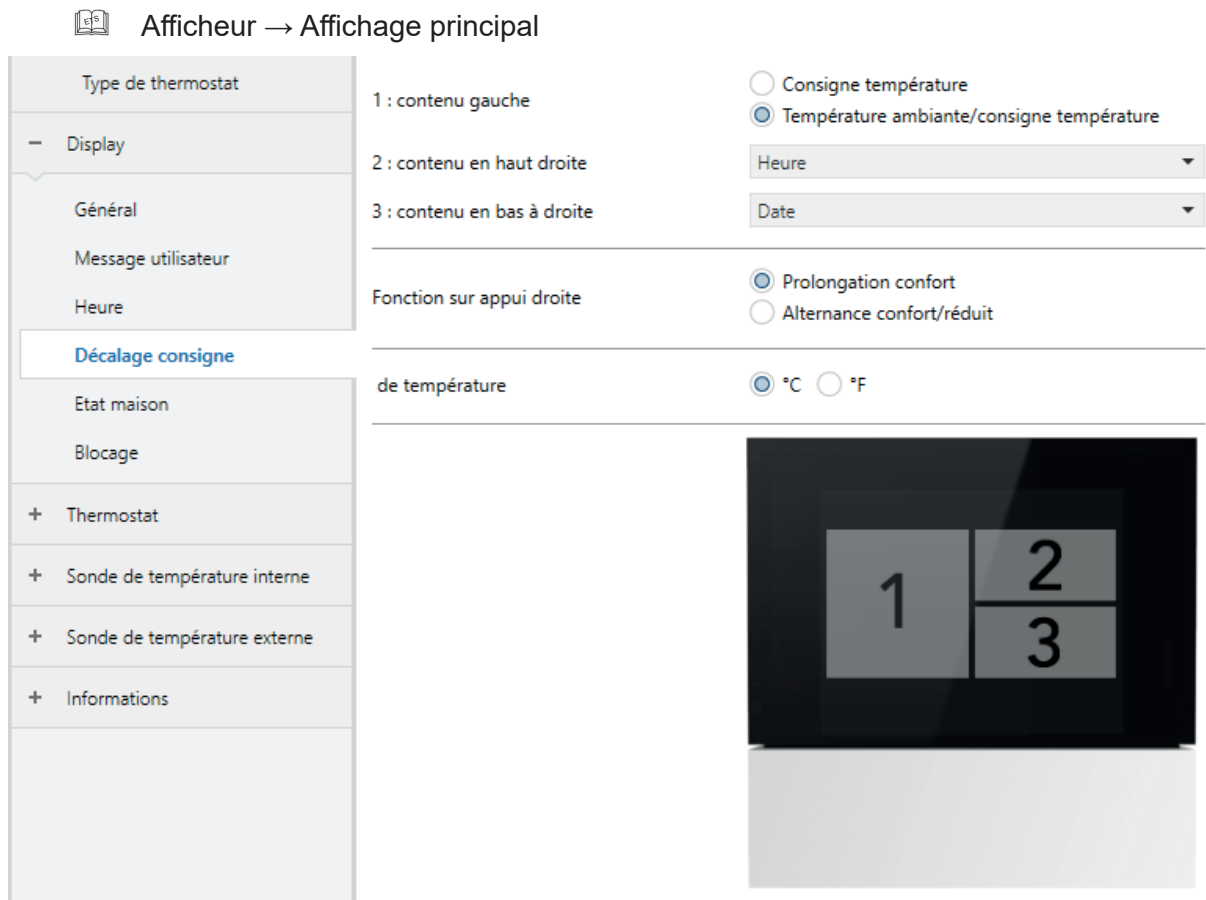 ETS Afficheur → Affichage principal
Type de thermostat
− Display
Général
Message utilisateur
Heure
Décalage consigne
Etat maison
Blocage
+ Thermostat
+ Sonde de température interne
+ Sonde de température externe
+ Informations
1 : contenu gauche
Consigne température
Température ambiante/consigne température
2 : contenu en haut droite
Heure
3 : contenu en bas à droite
Date
Fonction sur appui droite
Prolongation confort
Alternance confort/réduit
de température
°C °F
1
2
3